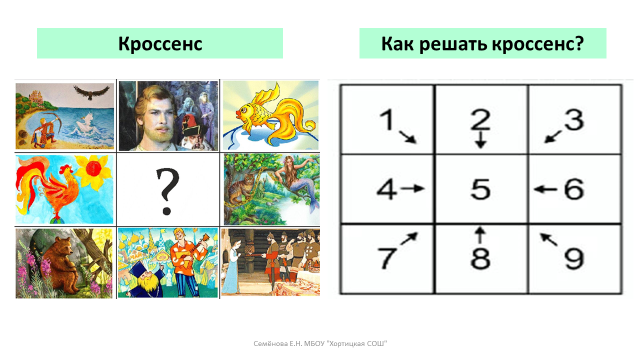 Кроссенс
Как решать кроссенс?
?
1 2 3
4 5 6
7 8 9
Семёнова Е.Н. МБОУ "Хортицкая СОШ"